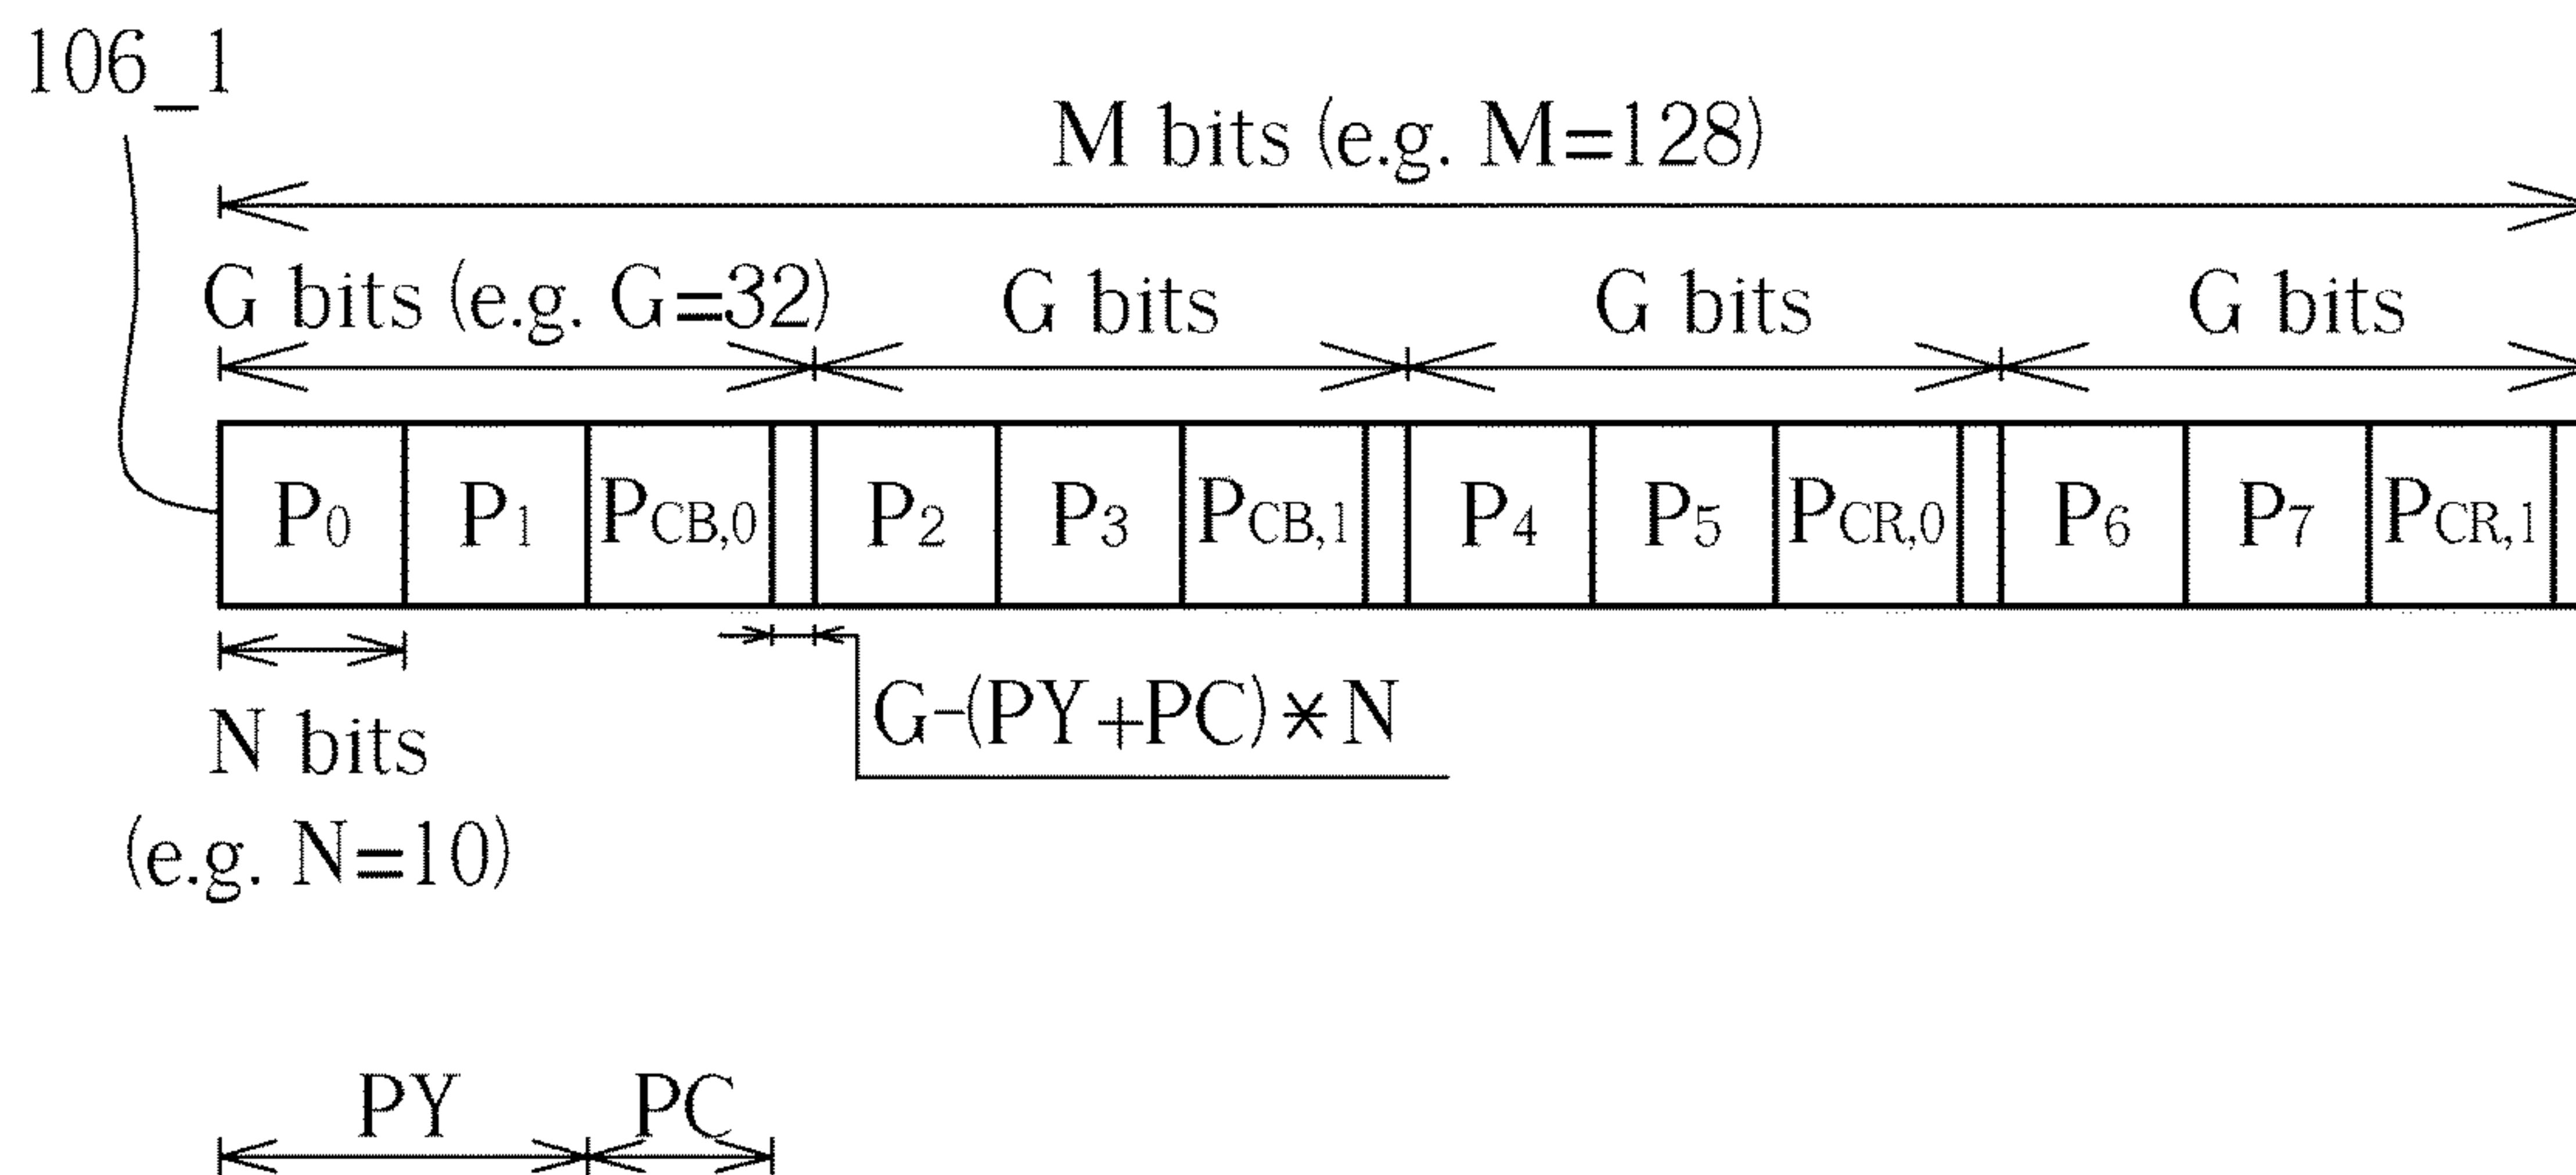 106_1
M bits (e.g. M=128)
G bits (e.g. G=32) G bits G bits G bits
P0 P1 PCB,0 P2 P3 PCB,1 P4 P5 PCR,0 P6 P7 PCR,1
G-(PY+PC)*N
N bits
(e.g. N=10)
PY PC